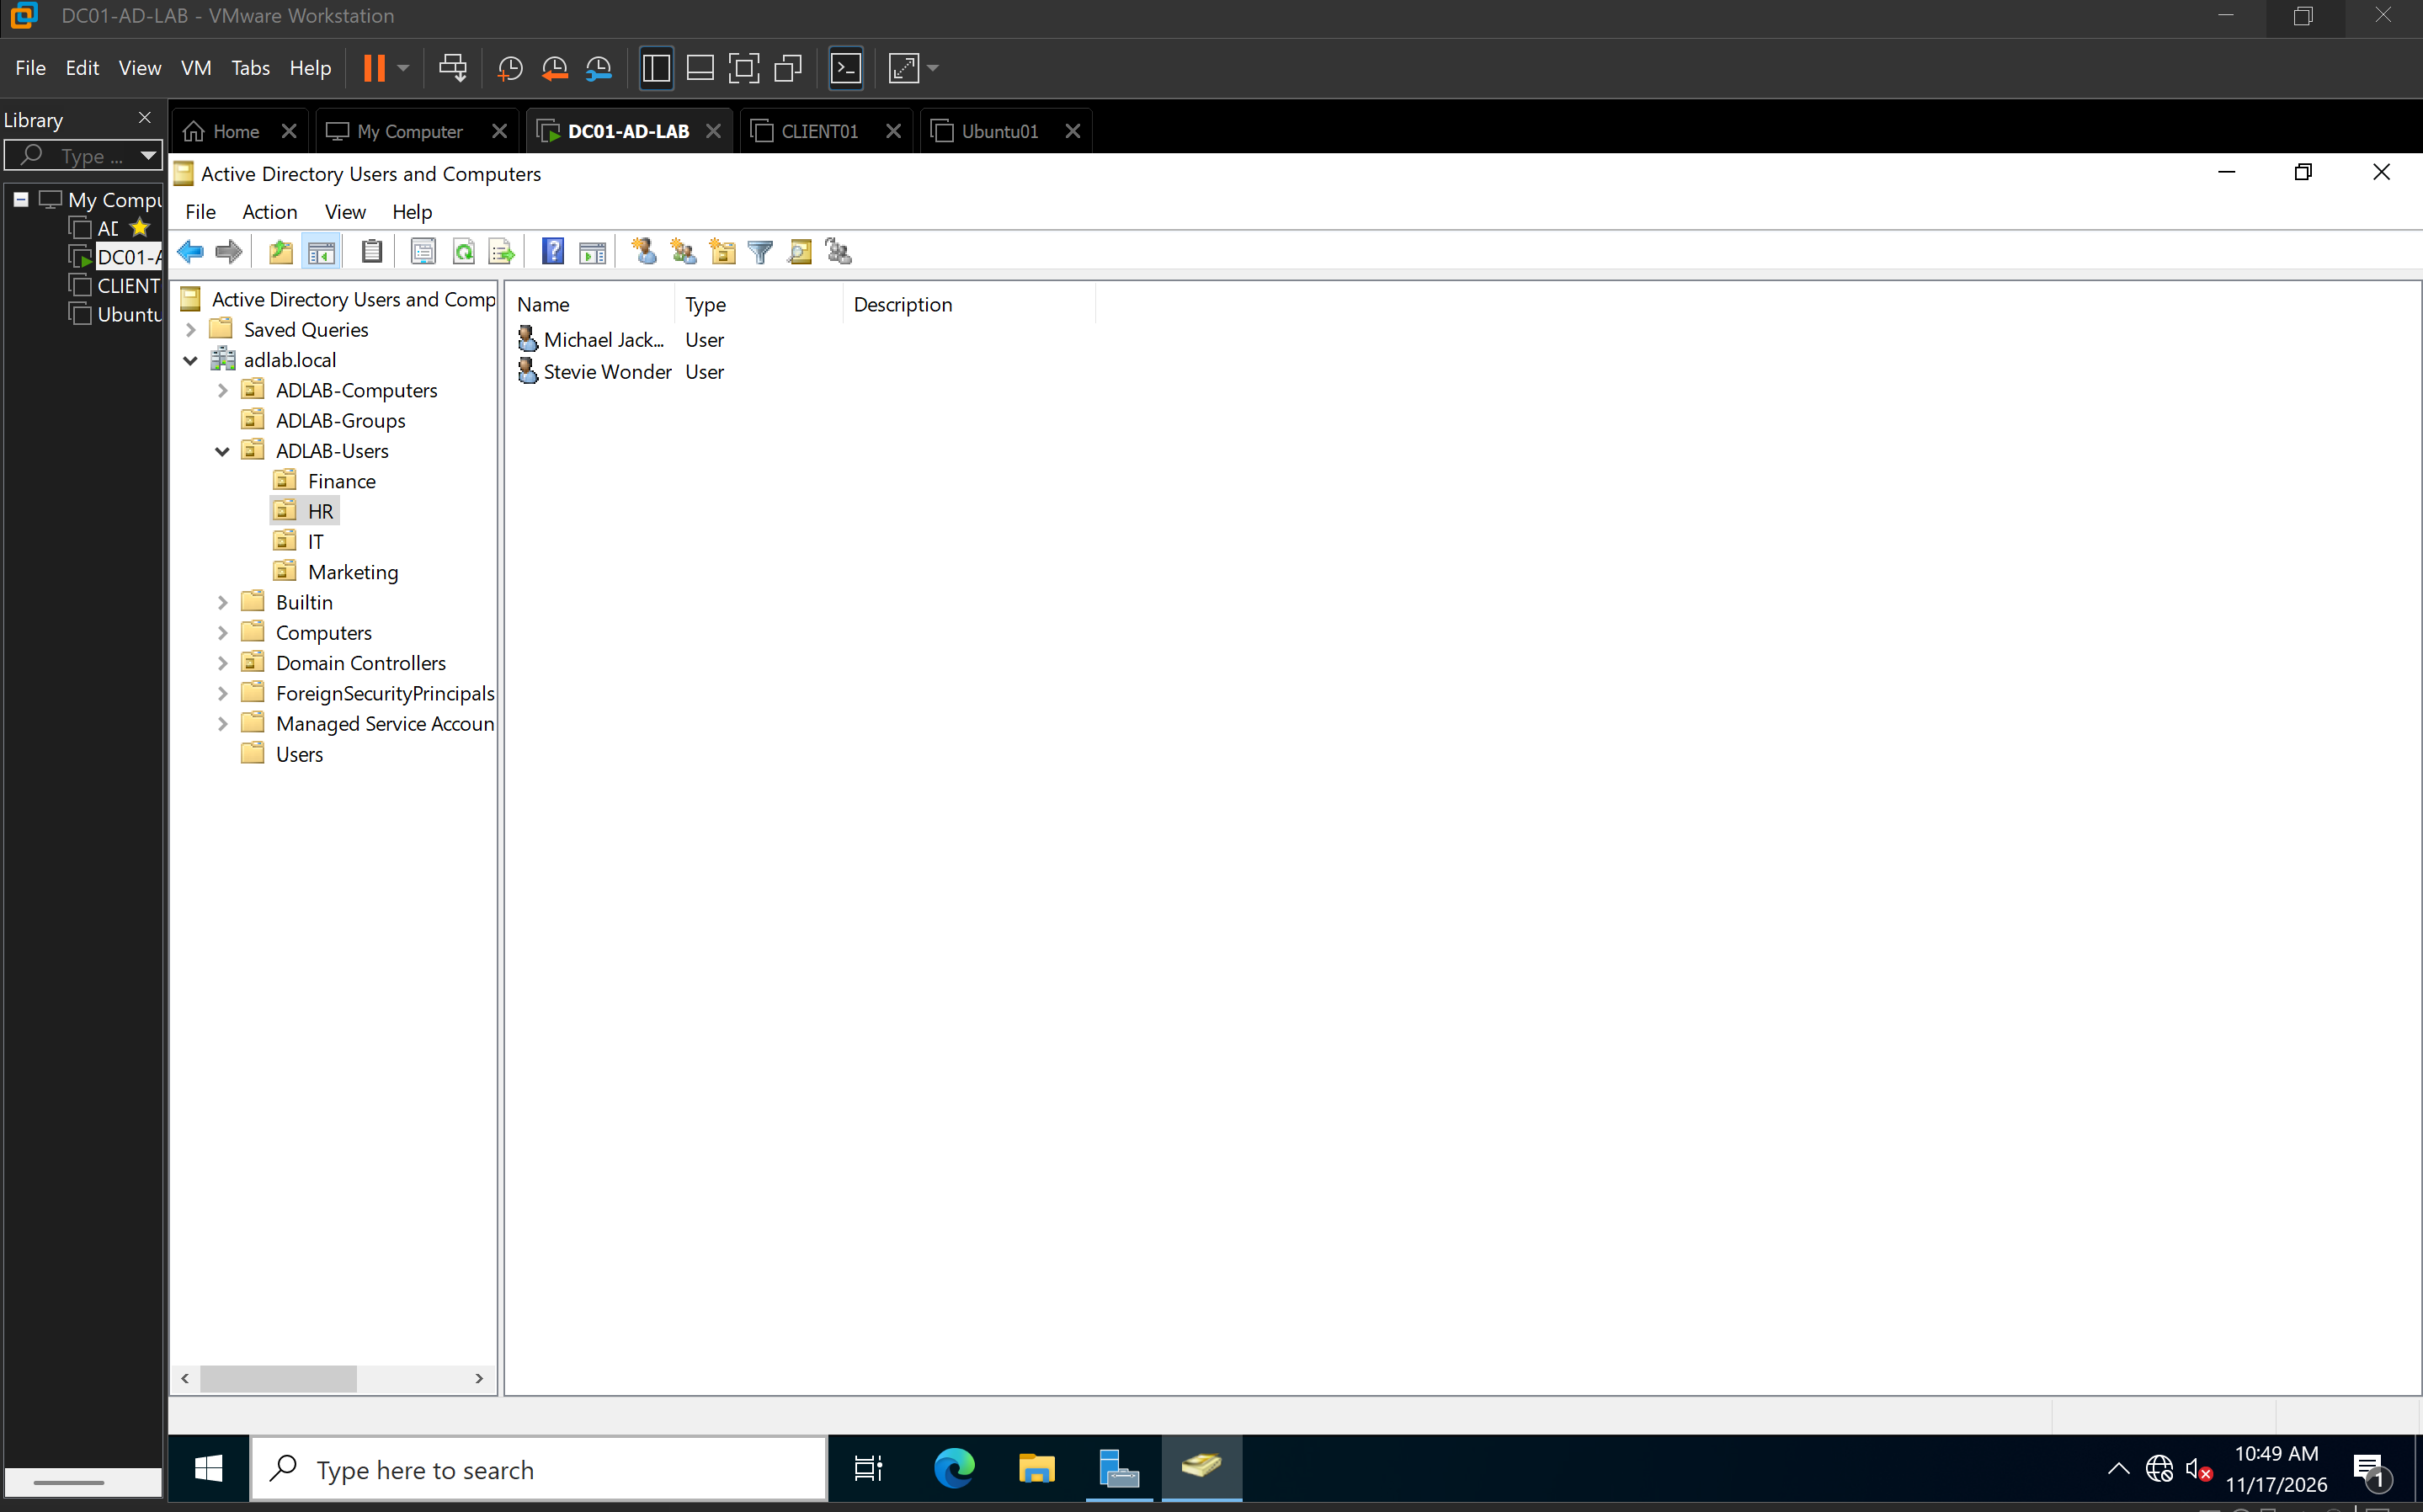 DC01-AD-LAB - VMware Workstation
File Edit View VM Tabs Help
Library
Type ...
My Compu
AD
DC01-A
CLIENT
Ubuntu
Home
My Computer
DC01-AD-LAB
CLIENT01
Ubuntu01
Active Directory Users and Computers
File Action View Help
Active Directory Users and Comp
Saved Queries
adlab.local
ADLAB-Computers
ADLAB-Groups
ADLAB-Users
Finance
HR
IT
Marketing
Builtin
Computers
Domain Controllers
ForeignSecurityPrincipals
Managed Service Accoun
Users
Name Type Description
Michael Jack... User
Stevie Wonder User
Type here to search
10:49 AM
11/17/2026
1